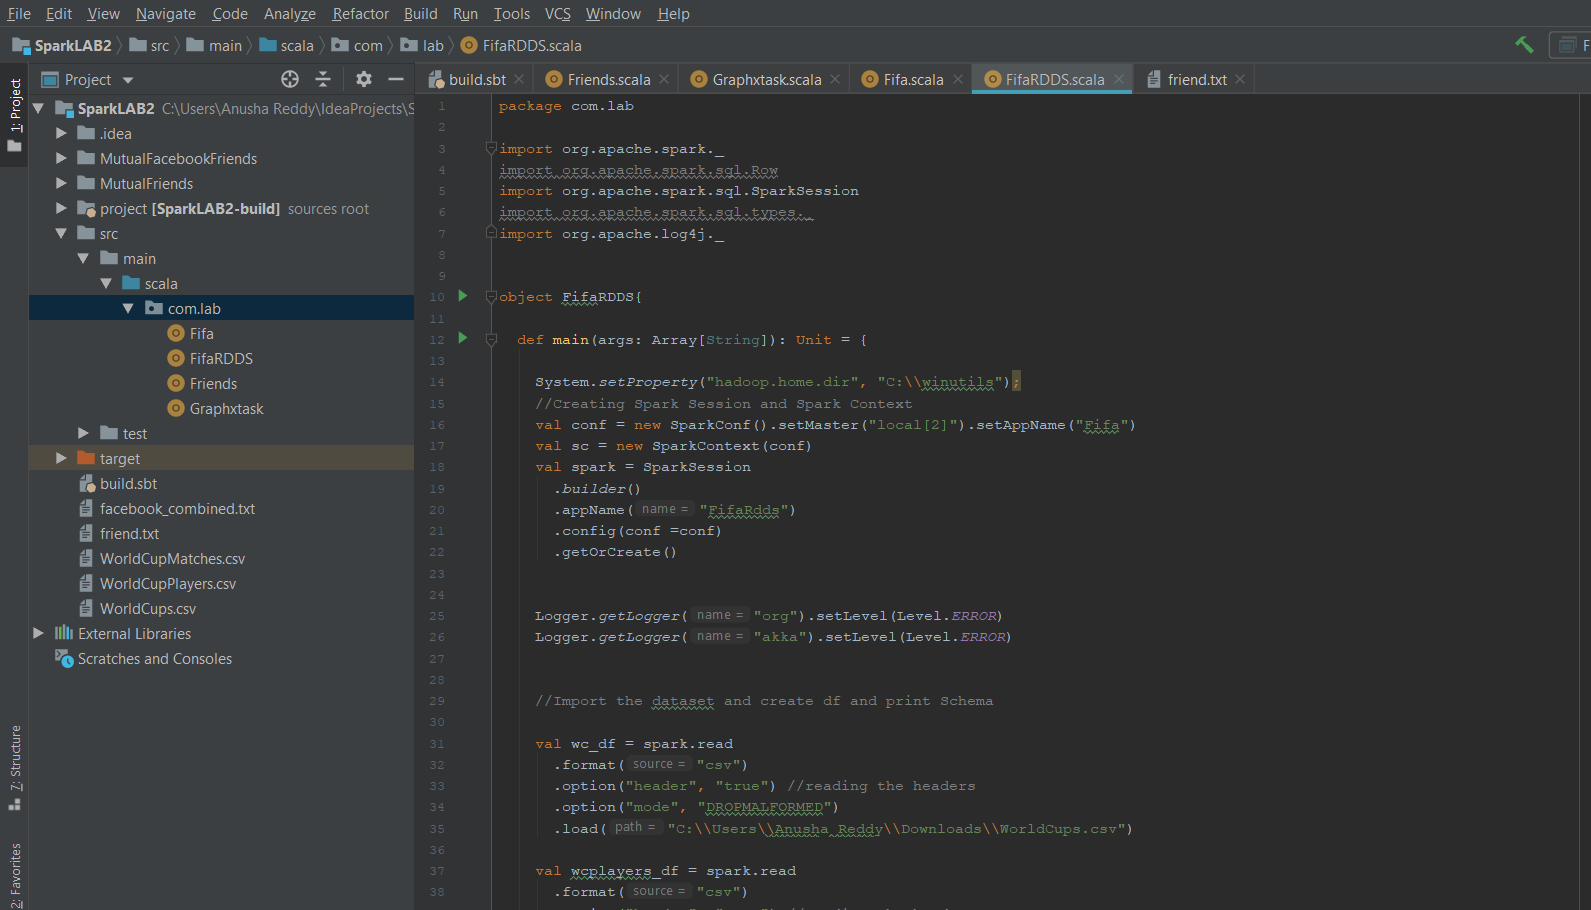 File Edit View Navigate Code Analyze Refactor Build Run Tools VCS Window Help
SparkLAB2 src main scala com lab FifaRDDS.scala
Project
build.sbt Friends.scala Graphxtask.scala Fifa.scala FifaRDDS.scala friend.txt
1: Project
7: Structure
2: Favorites
SparkLAB2 C:\Users\Anusha Reddy\IdeaProjects\S
.idea
MutualFacebookFriends
MutualFriends
project [SparkLAB2-build] sources root
src
main
scala
com.lab
Fifa
FifaRDDS
Friends
Graphxtask
test
target
build.sbt
facebook_combined.txt
friend.txt
WorldCupMatches.csv
WorldCupPlayers.csv
WorldCups.csv
External Libraries
Scratches and Consoles
1 package com.lab
2
3 import org.apache.spark._
4 import org.apache.spark.sql.Row
5 import org.apache.spark.sql.SparkSession
6 import org.apache.spark.sql.types._
7 import org.apache.log4j._
8
9
10 object FifaRDDS{
11
12 def main(args: Array[String]): Unit = {
13
14 System.setProperty("hadoop.home.dir", "C:\\winutils");
15 //Creating Spark Session and Spark Context
16 val conf = new SparkConf().setMaster("local[2]").setAppName("Fifa")
17 val sc = new SparkContext(conf)
18 val spark = SparkSession
19 .builder()
20 .appName( name = "FifaRdds")
21 .config(conf =conf)
22 .getOrCreate()
23
24
25 Logger.getLogger( name = "org").setLevel(Level.ERROR)
26 Logger.getLogger( name = "akka").setLevel(Level.ERROR)
27
28
29 //Import the dataset and create df and print Schema
30
31 val wc_df = spark.read
32 .format( source = "csv")
33 .option("header", "true") //reading the headers
34 .option("mode", "DROPMALFORMED")
35 .load( path = "C:\\Users\\Anusha Reddy\\Downloads\\WorldCups.csv")
36
37 val wcplayers_df = spark.read
38 .format( source = "csv")